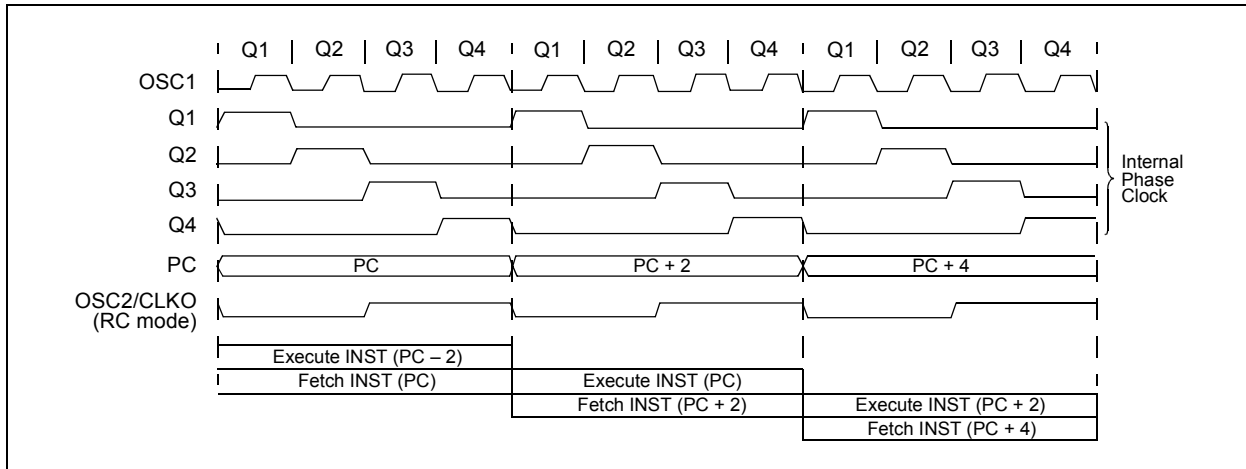 Q1 | Q2 | Q3 | Q4 | Q1 | Q2 | Q3 | Q4 | Q1 | Q2 | Q3 | Q4
OSC1
Q1
Q2
Q3
Q4
Internal
Phase
Clock
PC PC PC + 2 PC + 4
OSC2/CLKO
(RC mode)
Execute INST (PC – 2)
Fetch INST (PC) Execute INST (PC)
Fetch INST (PC + 2) Execute INST (PC + 2)
Fetch INST (PC + 4)